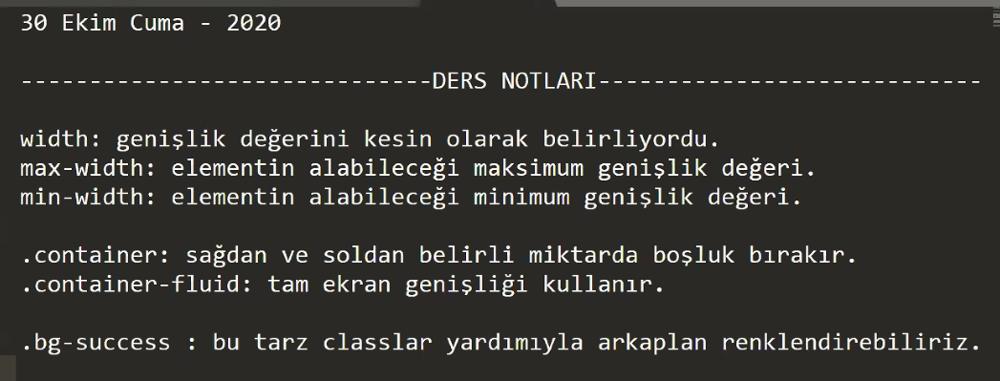 30 Ekim Cuma - 2020
------------------------------DERS NOTLARI----------------------------
width: genişlik değerini kesin olarak belirliyordu.
max-width: elementin alabileceği maksimum genişlik değeri.
min-width: elementin alabileceği minimum genişlik değeri.
.container: sağdan ve soldan belirli miktarda boşluk bırakır.
.container-fluid: tam ekran genişliği kullanır.
.bg-success : bu tarz classlar yardımıyla arkaplan renklendirebiliriz.